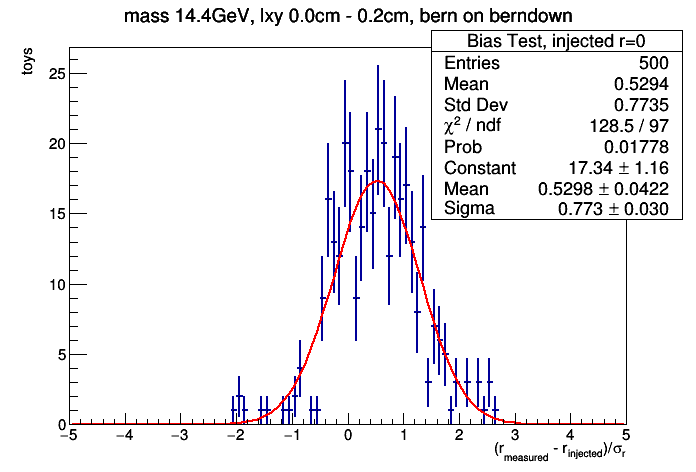 mass 14.4GeV, lxy 0.0cm - 0.2cm, bern on berndown
Bias Test, injected r=0
Entries 500
Mean 0.5294
Std Dev 0.7735
χ² / ndf 128.5 / 97
Prob 0.01778
Constant 17.34 ± 1.16
Mean 0.5298 ± 0.0422
Sigma 0.773 ± 0.030
toys
25
20
15
10
5
0
−5 −4 −3 −2 −1 0 1 2 3 4 5
(r_measured - r_injected)/σ_r